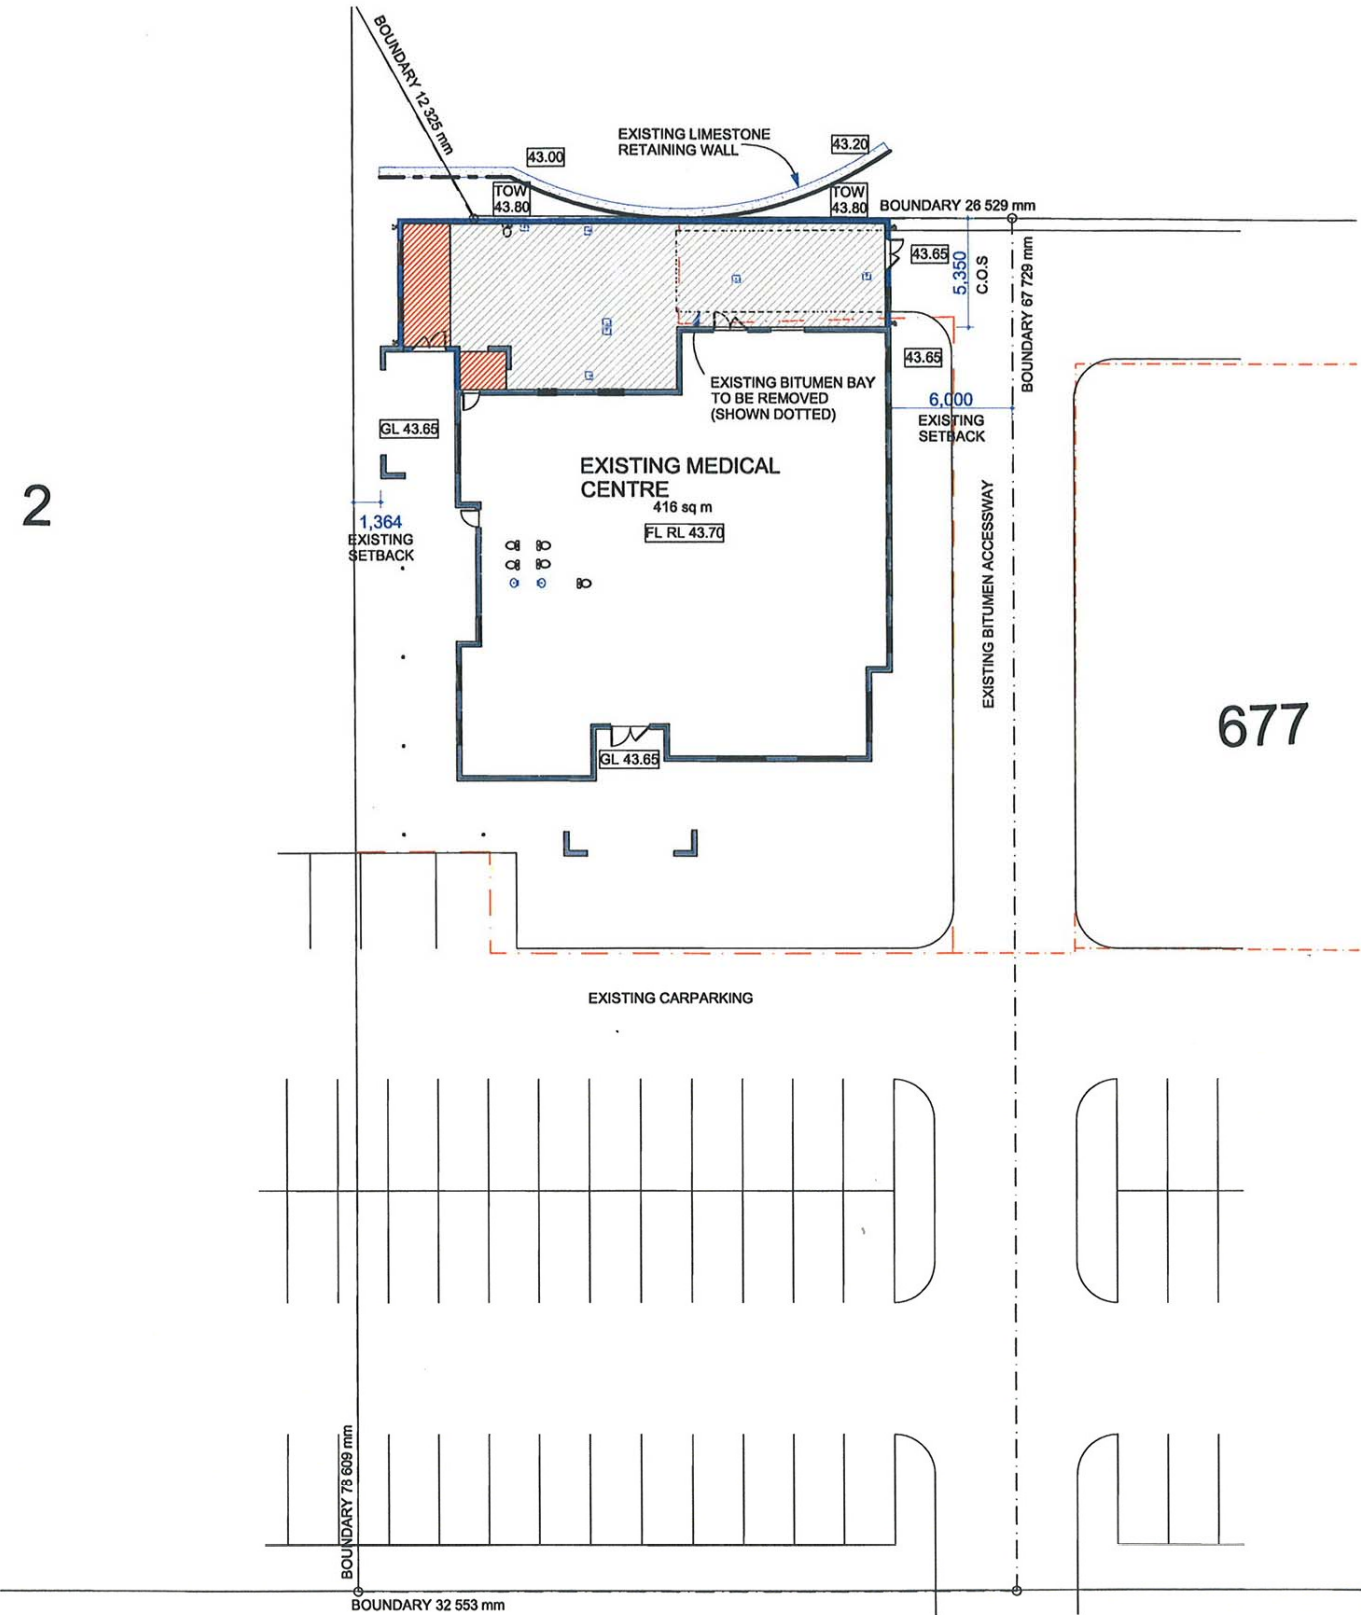 BOUNDARY 12 325 mm
EXISTING LIMESTONE
RETAINING WALL
43.00
43.20
TOW
43.80
TOW
43.80
BOUNDARY 26 529 mm
43.65
5,350
C.O.S
BOUNDARY 67 729 mm
43.65
EXISTING BITUMEN BAY
TO BE REMOVED
(SHOWN DOTTED)
6,000
EXISTING
SETBACK
GL 43.65
EXISTING MEDICAL
CENTRE
416 sq m
FL RL 43.70
2
1,364
EXISTING
SETBACK
EXISTING BITUMEN ACCESSWAY
677
GL 43.65
EXISTING CARPARKING
BOUNDARY 78 609 mm
BOUNDARY 32 553 mm